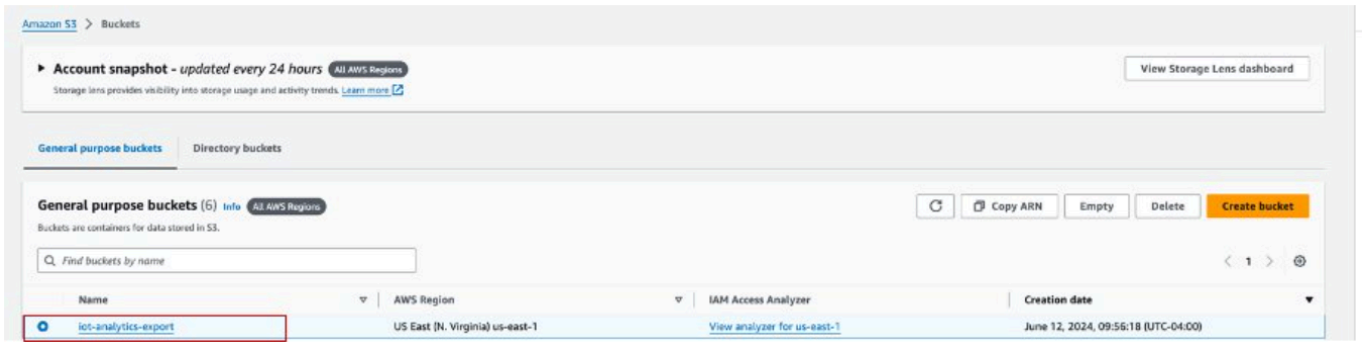 Amazon S3 > Buckets
Account snapshot - updated every 24 hours All AWS Regions
View Storage Lens dashboard
Storage lens provides visibility into storage usage and activity trends. Learn more
General purpose buckets Directory buckets
General purpose buckets (6) Info All AWS Regions
Copy ARN Empty Delete Create bucket
Buckets are containers for data stored in S3.
Find buckets by name
< 1 >
Name AWS Region IAM Access Analyzer Creation date
iot-analytics-export US East (N. Virginia) us-east-1 View analyzer for us-east-1 June 12, 2024, 09:56:18 (UTC-04:00)